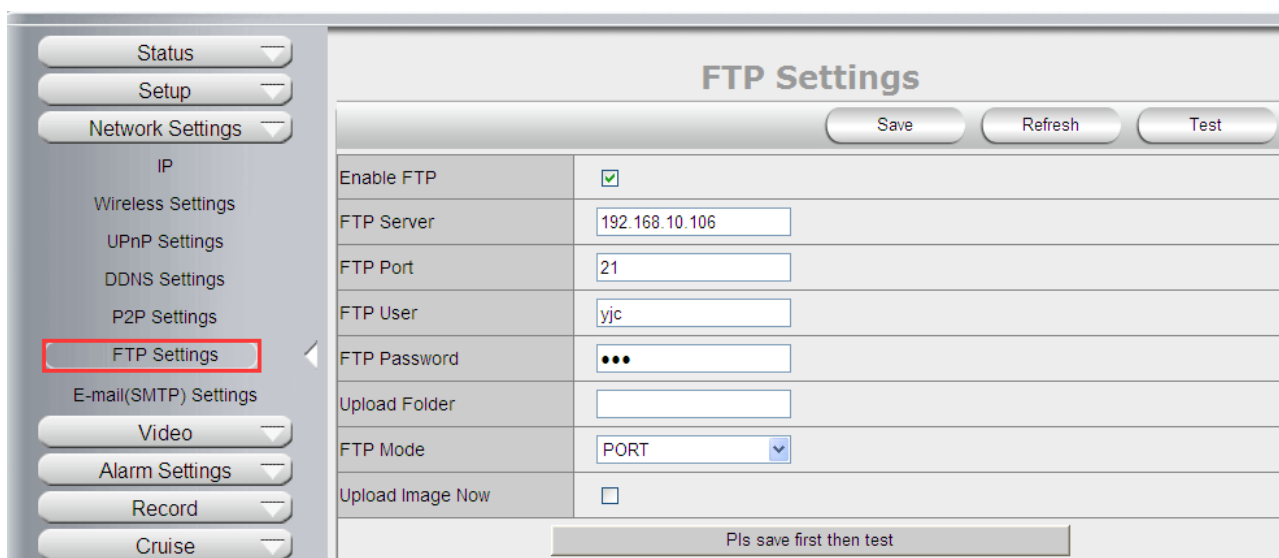 Status
Setup
Network Settings
IP
Wireless Settings
UPnP Settings
DDNS Settings
P2P Settings
FTP Settings
E-mail(SMTP) Settings
Video
Alarm Settings
Record
Cruise
FTP Settings
Save Refresh Test
Enable FTP
FTP Server 192.168.10.106
FTP Port 21
FTP User yjc
FTP Password •••
Upload Folder
FTP Mode PORT
Upload Image Now
Pls save first then test